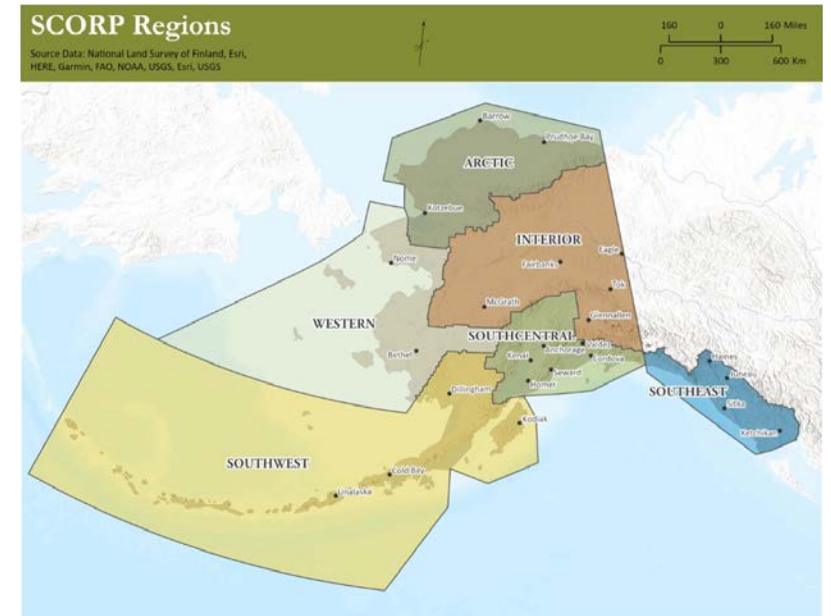 SCORP Regions
Source Data: National Land Survey of Finland, Esri,
HERE, Garmin, FAO, NOAA, USGS, Esri, USGS
160 0 160 Miles
0 300 600 Km
Barrow
Prudhoe Bay
ARCTIC
Kotzebue
INTERIOR
Eagle
Nome
Fairbanks
Tok
McGrath
Glennallen
WESTERN
SOUTHCENTRAL
Valdez
Anchorage
Bethel
Kenai
Cordova
Haines
Seward
Juneau
Homer
Dillingham
SOUTHEAST
Sitka
Kodiak
Ketchikan
SOUTHWEST
Cold Bay
Unalaska